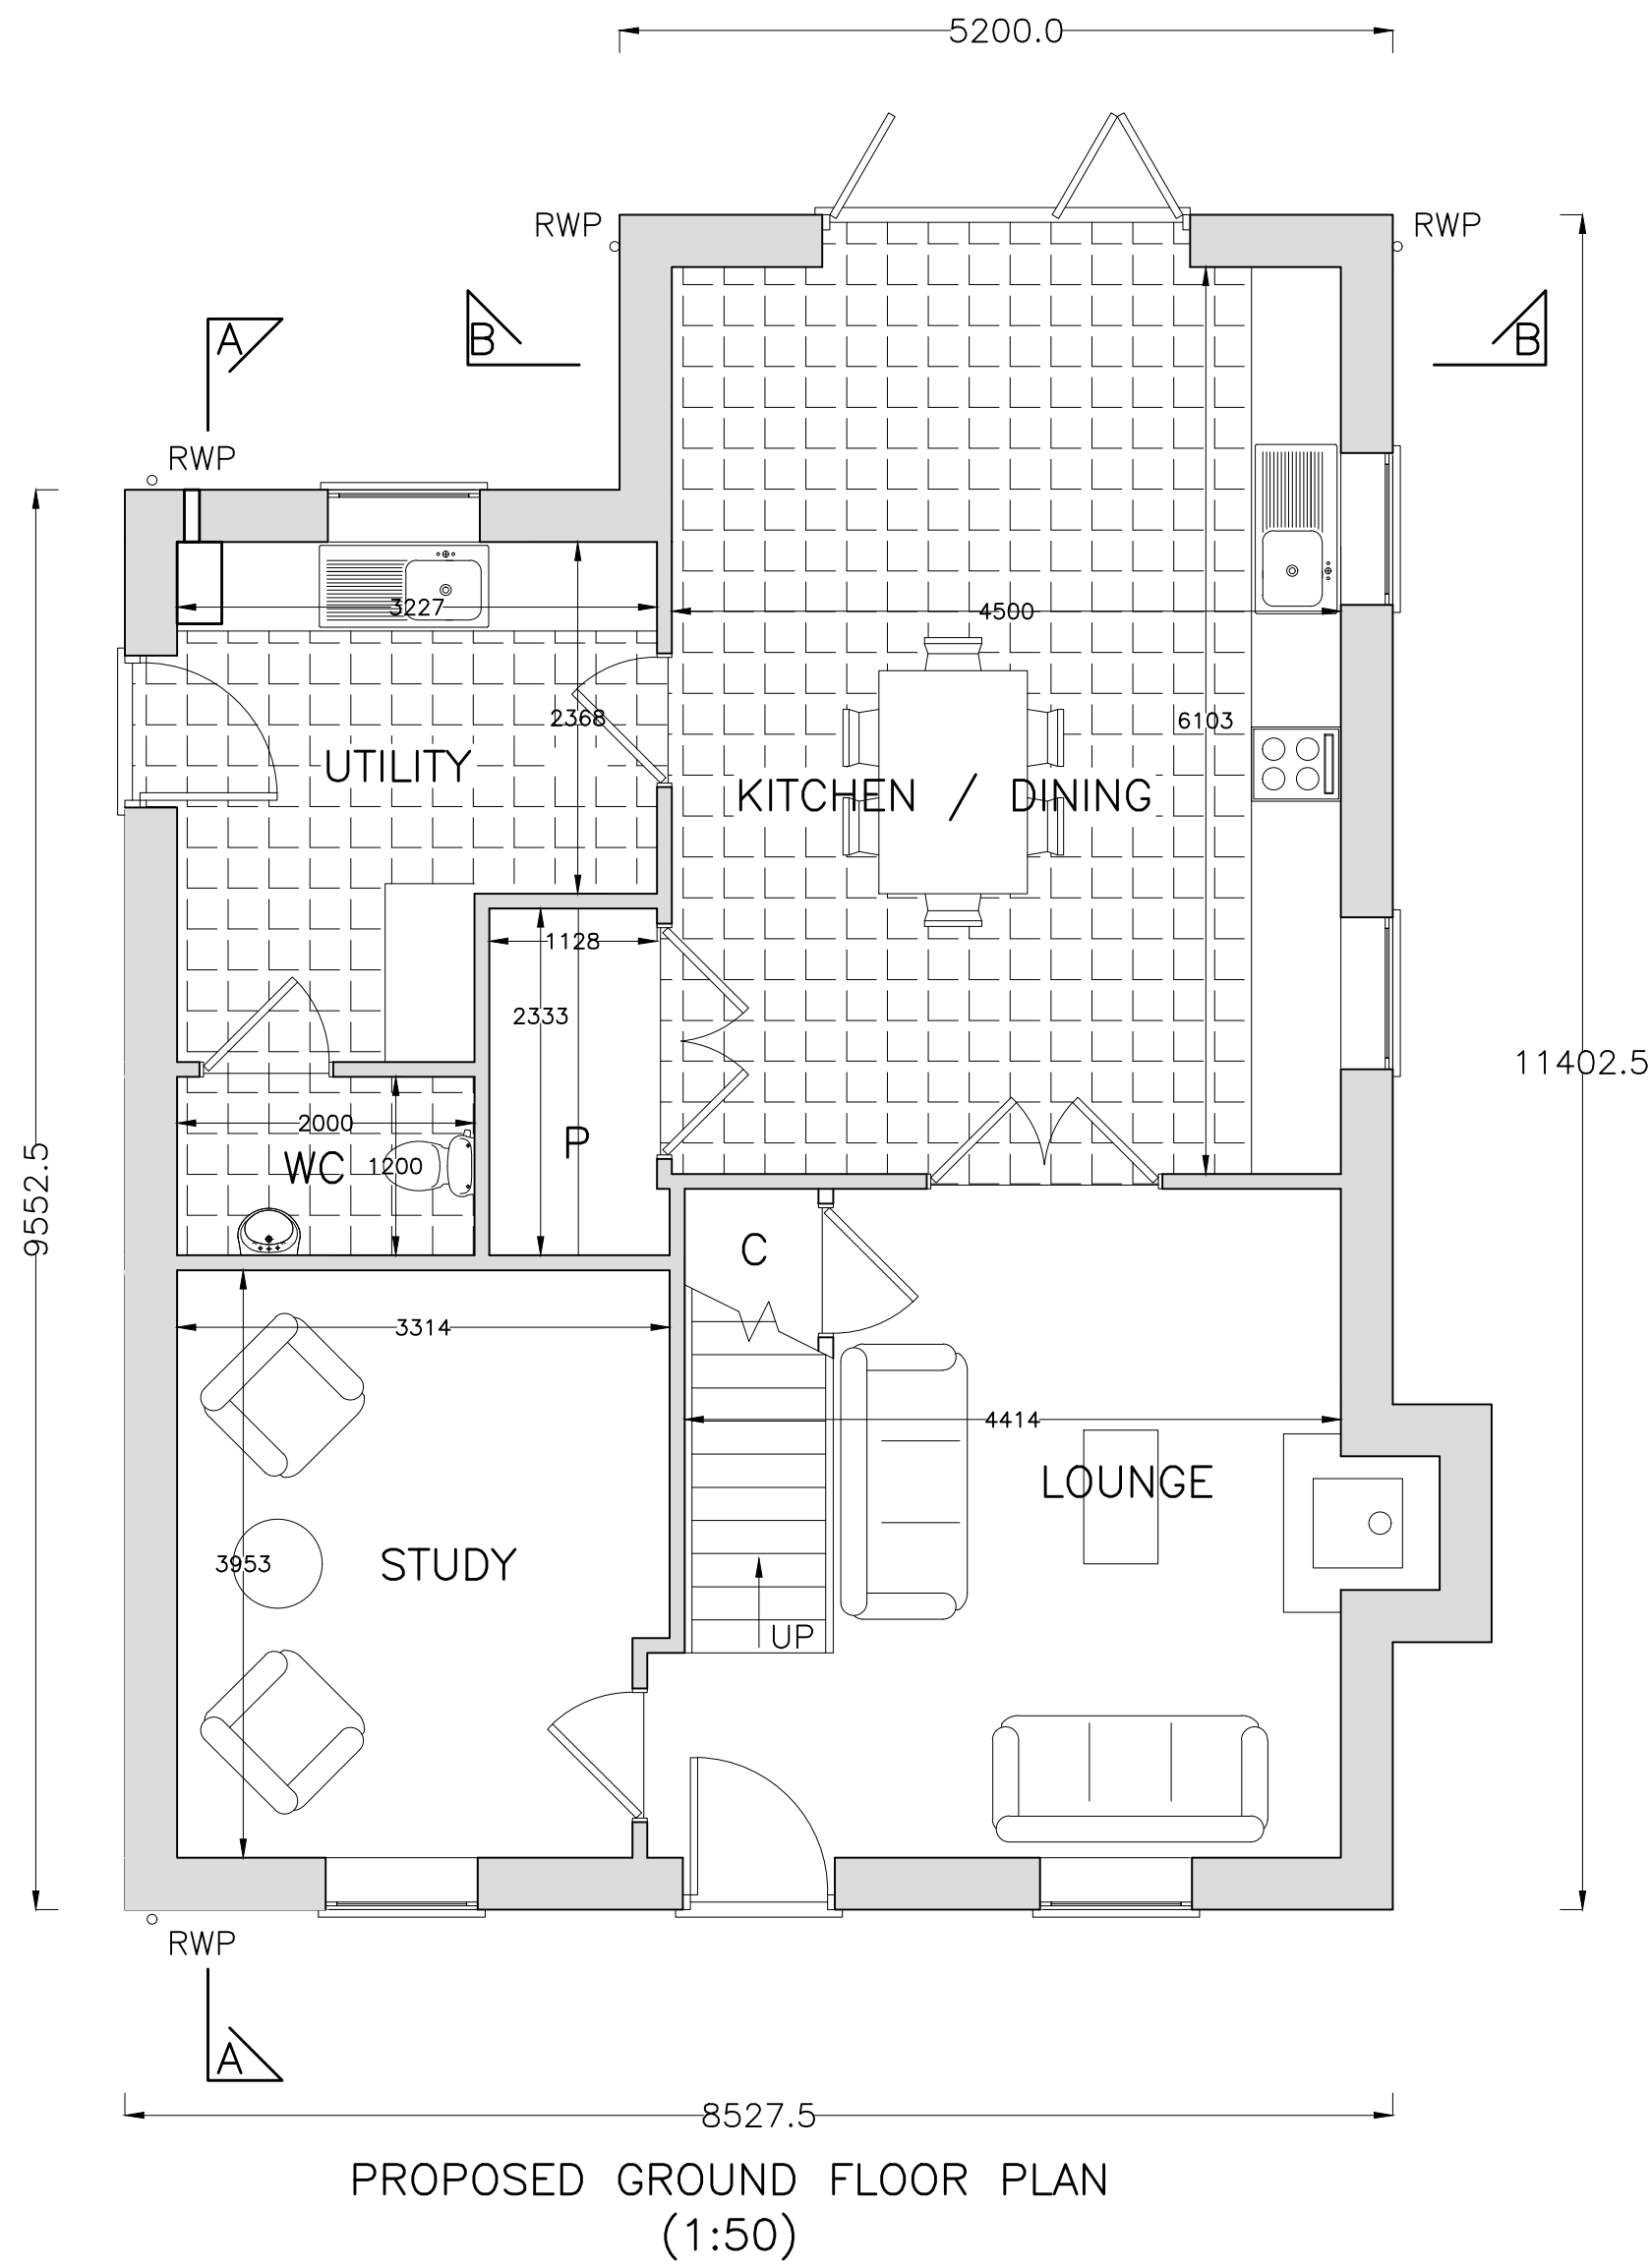 5200.0
RWP
RWP
A
B
B
RWP
3227
4500
2368
6103
UTILITY
KITCHEN / DINING
1128
2333
11402.5
2000
P
WC
1200
9552.5
C
3314
4414
LOUNGE
3953
STUDY
UP
RWP
A
8527.5
PROPOSED GROUND FLOOR PLAN
(1:50)